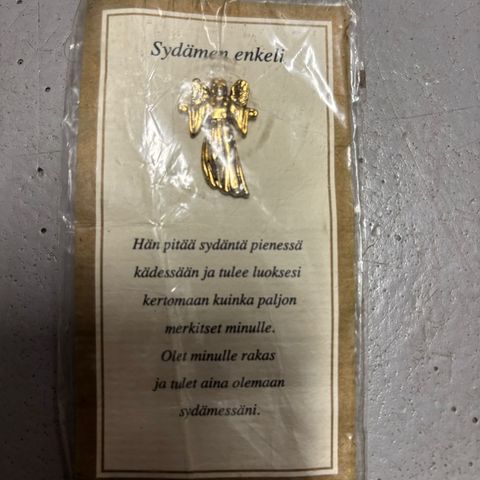 Sydämen enkeli
Hän pitää sydäntä pienessä
kädessään ja tulee luoksesi
kertomaan kuinka paljon
merkitset minulle.
Olet minulle rakas
ja tulet aina olemaan
sydämessäni.